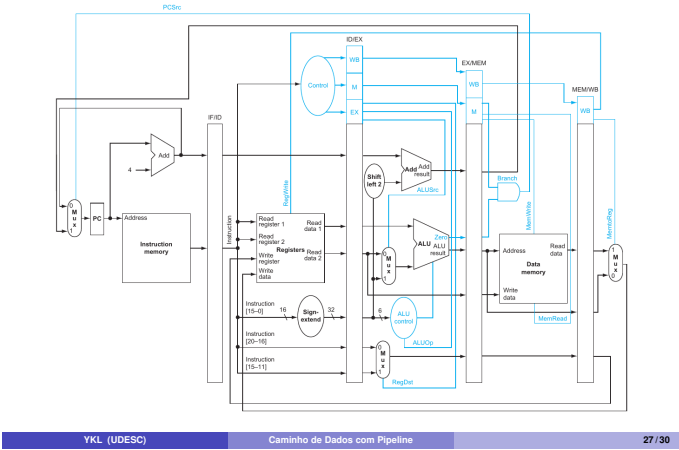 PCSrc
ID/EX
WB
EX/MEM
Control
M
WB
MEM/WB
EX
M
WB
IF/ID
Add
4
Add
Add
result
Shift
left 2
Branch
ALUSrc
RegWrite
MemWrite
MemtoReg
0
M
u
x
1
PC
Address
Instruction
memory
Instruction
Read
register 1
Read
data 1
Read
register 2
Registers
Read
data 2
Write
register
Write
data
0
M
u
x
1
Zero
ALU
ALU
result
Address
Read
data
Data
memory
Write
data
1
M
u
x
0
Instruction
[15–0]
16
Sign-
extend
32
6
ALU
control
MemRead
Instruction
[20–16]
ALUOp
0
M
u
x
1
Instruction
[15–11]
RegDst
YKL (UDESC)
Caminho de Dados com Pipeline
27 / 30